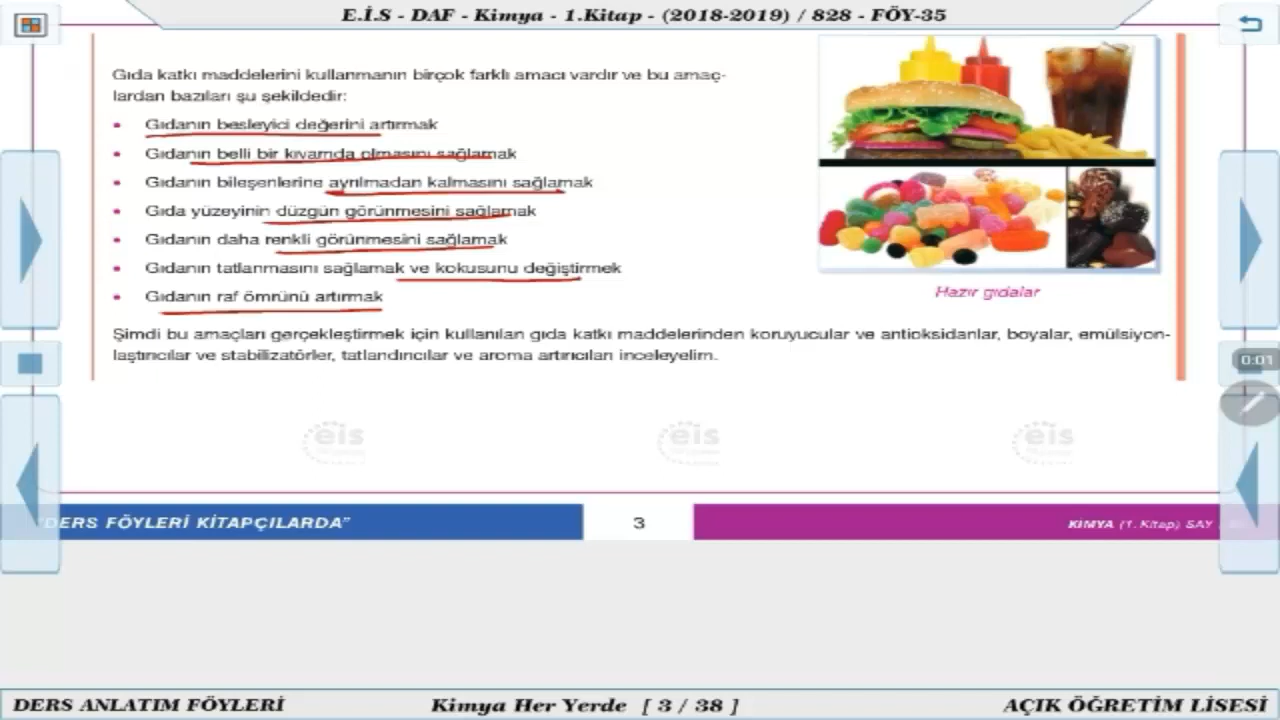 E.İ.S - DAF - Kimya - 1.Kitap - (2018-2019) / 828 - FÖY-35
Gıda katkı maddelerini kullanmanın birçok farklı amacı vardır ve bu amaç-
lardan bazıları şu şekildedir:
• Gıdanın besleyici değerini artırmak
• Gıdanın belli bir kıvamda olmasını sağlamak
• Gıdanın bileşenlerine ayrılmadan kalmasını sağlamak
• Gıda yüzeyinin düzgün görünmesini sağlamak
• Gıdanın daha renkli görünmesini sağlamak
• Gıdanın tatlanmasını sağlamak ve kokusunu değiştirmek
• Gıdanın raf ömrünü artırmak
Hazır gıdalar
Şimdi bu amaçları gerçekleştirmek için kullanılan gıda katkı maddelerinden koruyucular ve antioksidanlar, boyalar, emülsiyon-
laştırıcılar ve stabilizatörler, tatlandırıcılar ve aroma artırıcıları inceleyelim.
0:01
eis eis eis
"DERS FÖYLERİ KİTAPÇILARDA"
3
KİMYA (1. Kitap) SAY
DERS ANLATIM FÖYLERİ
Kimya Her Yerde [ 3 / 38 ]
AÇIK ÖĞRETİM LİSESİ